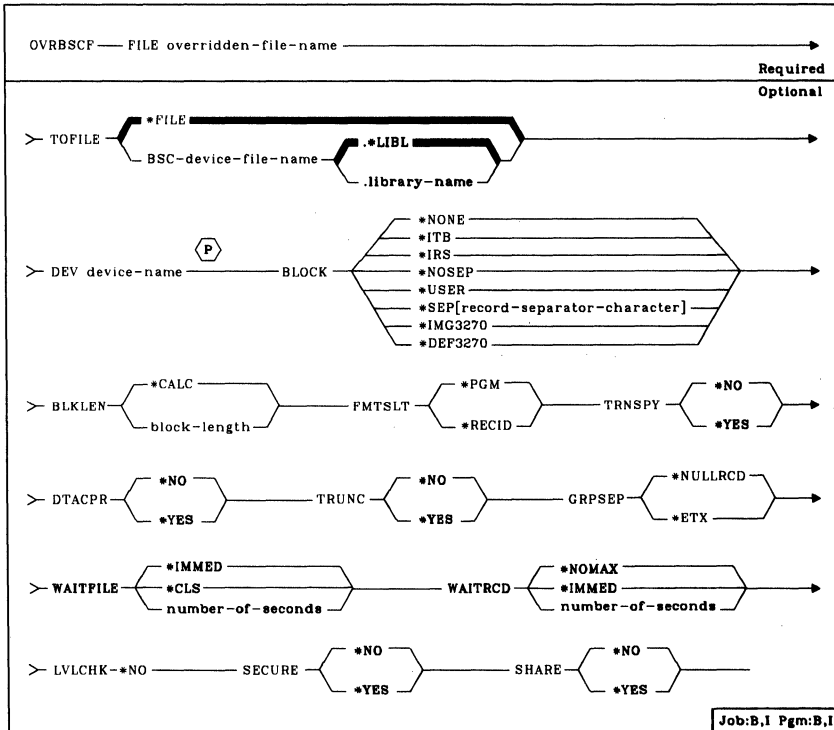 OVRBSCF FILE overridden-file-name
Required
Optional
*FILE
TOFILE
BSC-device-file-name
.*LIBL
.library-name
P
DEV device-name
BLOCK
*NONE
*ITB
*IRS
*NOSEP
*USER
*SEP[record-separator-character]
*IMG3270
*DEF3270
BLKLEN
*CALC
block-length
FMTSLT
*PGM
*RECID
TRNSPY
*NO
*YES
DTACPR
*NO
*YES
TRUNC
*NO
*YES
GRPSEP
*NULLRCD
*ETX
WAITFILE
*IMMED
*CLS
number-of-seconds
WAITRCD
*NOMAX
*IMMED
number-of-seconds
LVLCHK *NO
SECURE
*NO
*YES
SHARE
*NO
*YES
Job:B,I Pgm:B,I